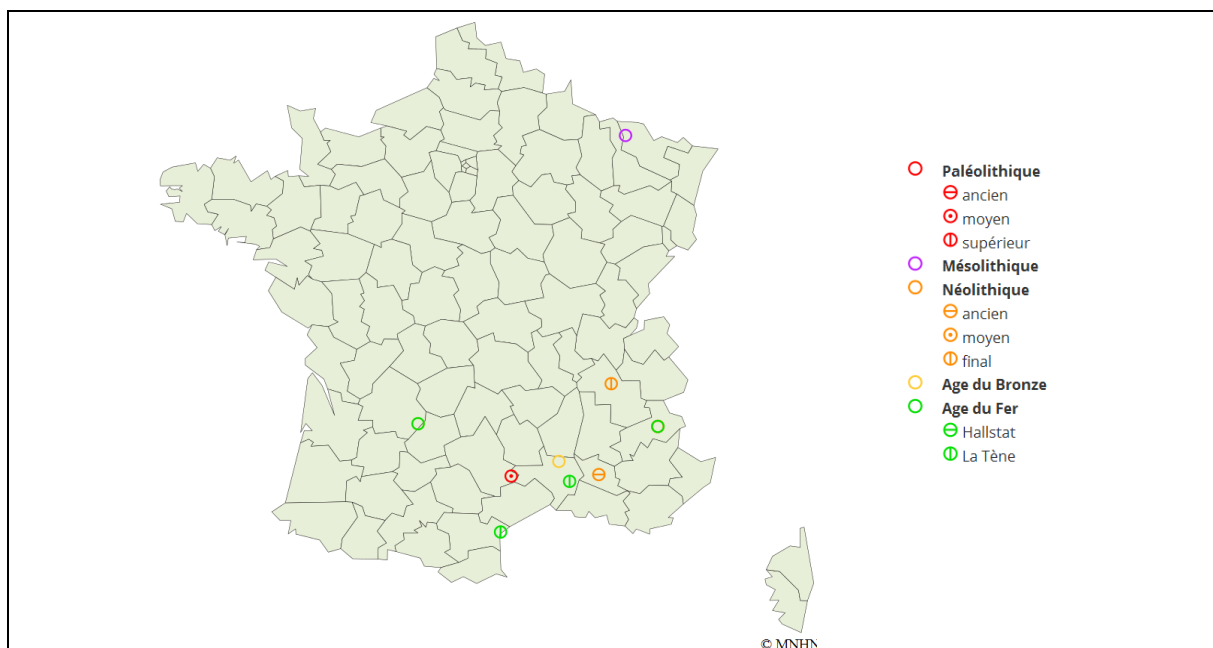 Paléolithique
ancien
moyen
supérieur
Mésolithique
Néolithique
ancien
moyen
final
Age du Bronze
Age du Fer
Hallstat
La Tène
© MNHN